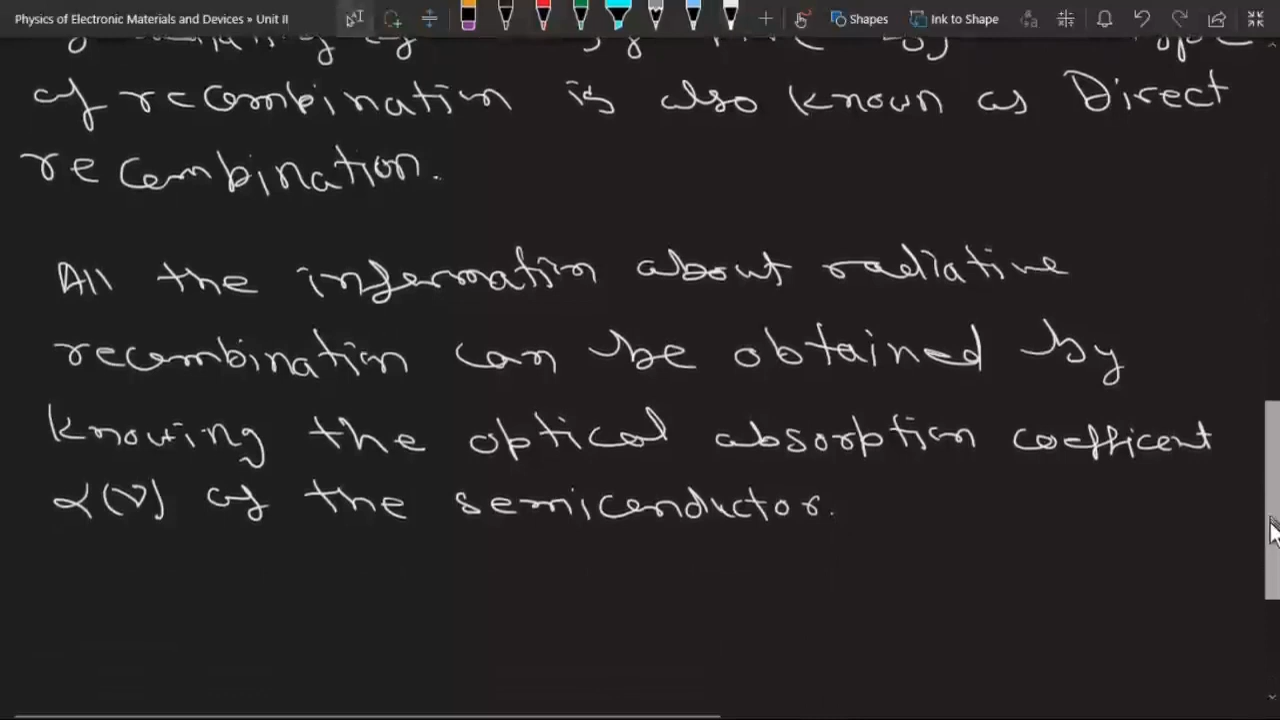 Physics of Electronic Materials and Devices » Unit II
Shapes
Ink to Shape
of recombination is also known as Direct
recombination.
All the information about radiative
recombination can be obtained by
knowing the optical absorption coefficent
α(ν) of the semiconductor.